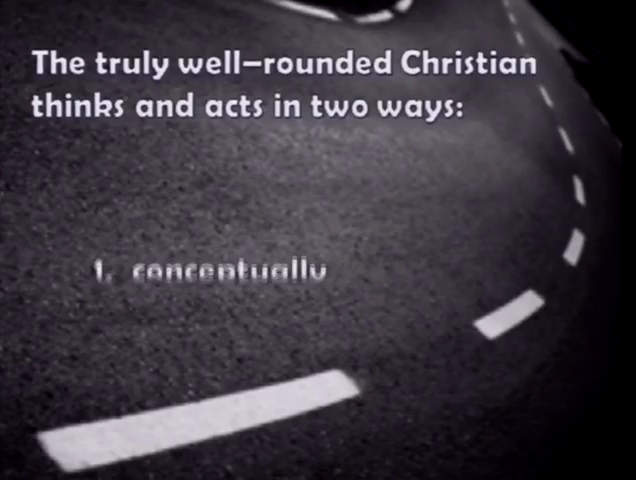 The truly well–rounded Christian
thinks and acts in two ways:
1. conceptually